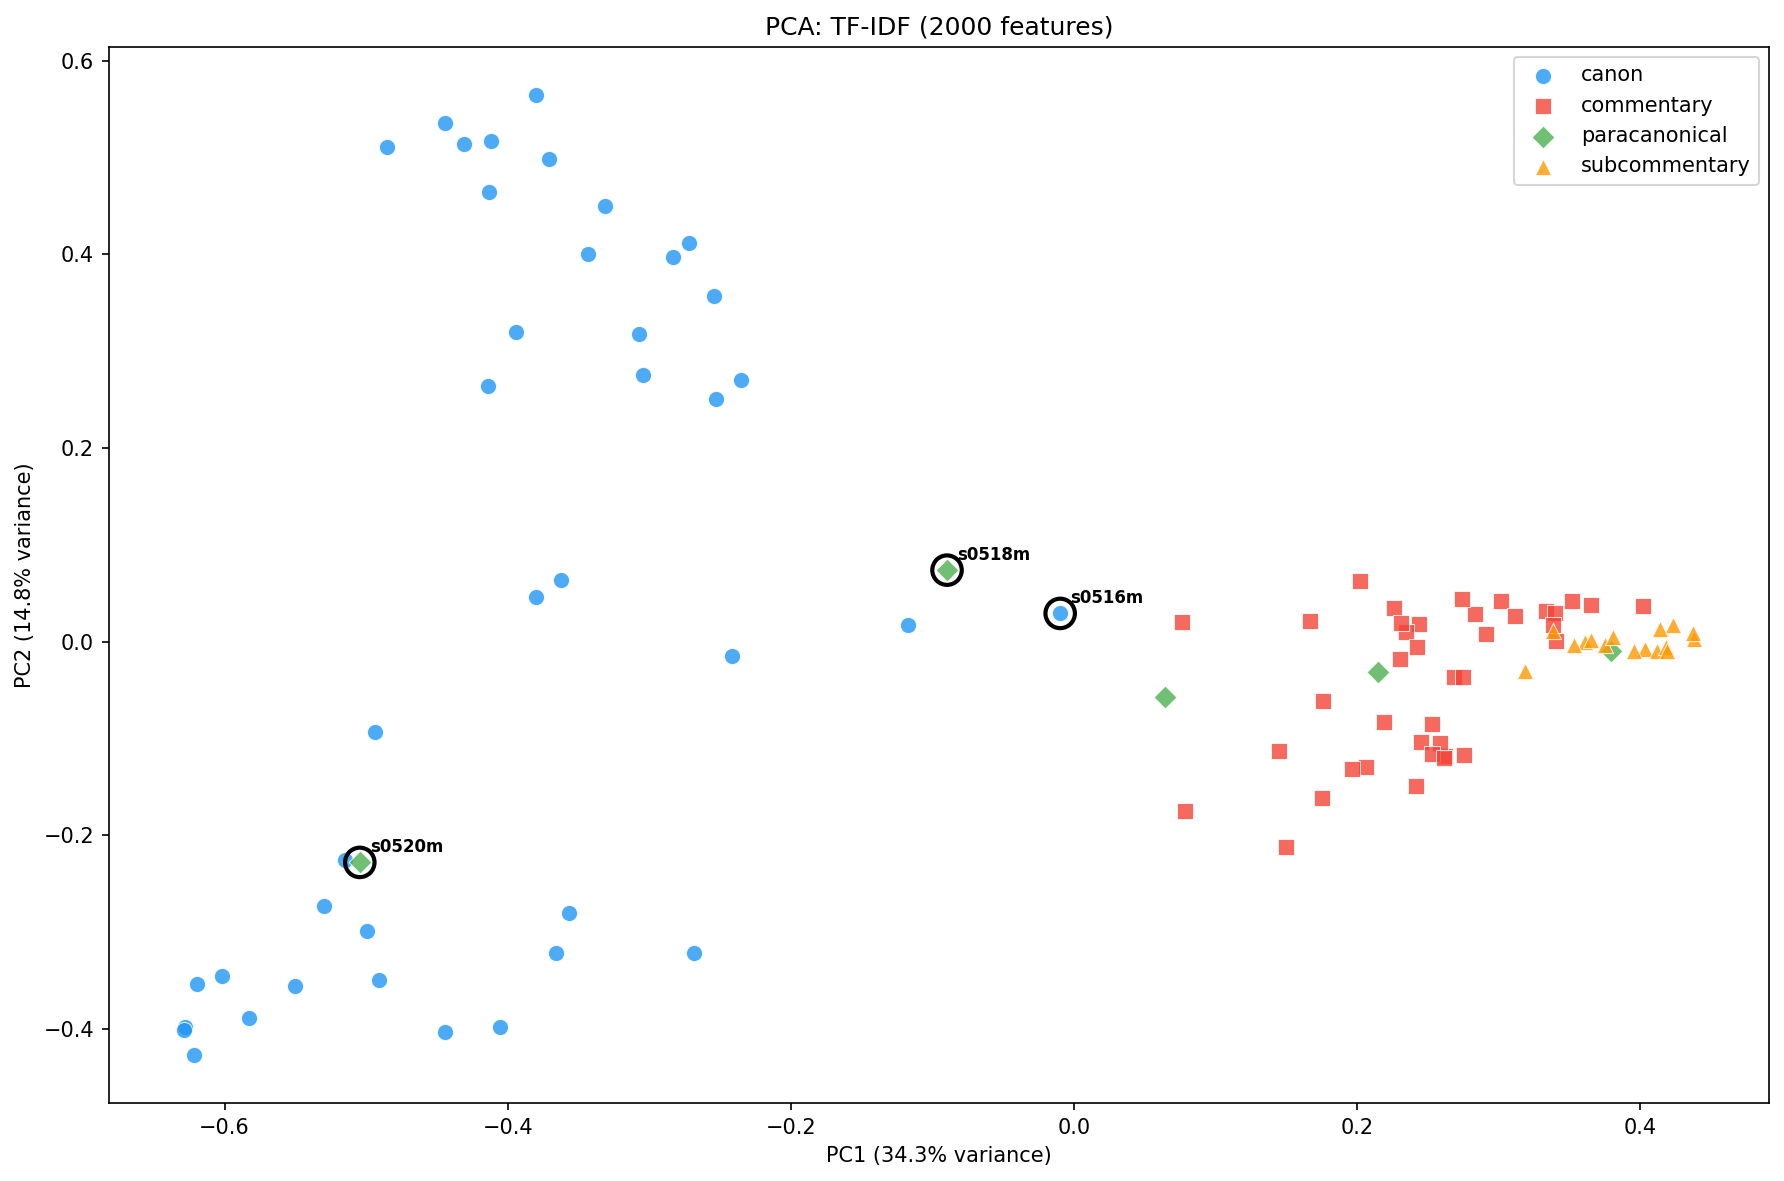 PCA: TF-IDF (2000 features)
canon
commentary
paracanonical
subcommentary
0.6
0.4
0.2
0.0
−0.2
−0.4
PC2 (14.8% variance)
s0518m
s0516m
s0520m
−0.6
−0.4
−0.2
0.0
0.2
0.4
PC1 (34.3% variance)